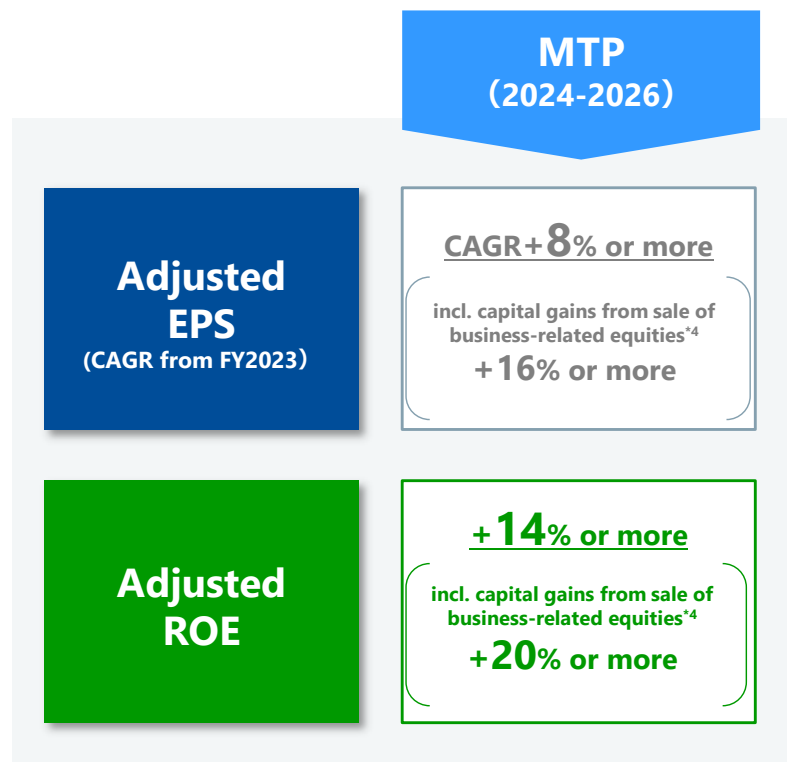 MTP
（2024-2026）
Adjusted
EPS
(CAGR from FY2023）
CAGR+8% or more
incl. capital gains from sale of
business-related equities*4
+16% or more
Adjusted
ROE
+14% or more
incl. capital gains from sale of
business-related equities*4
+20% or more